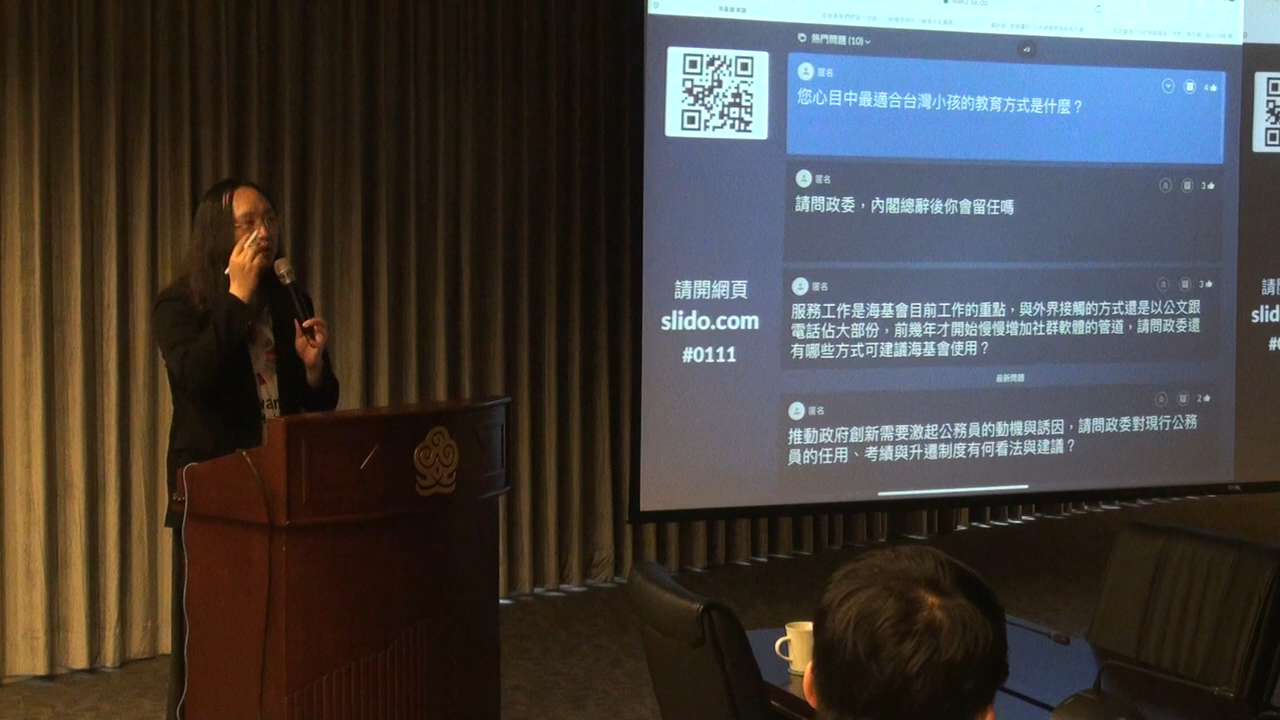 熱門問題 (10)
匿名
4
您心目中最適合台灣小孩的教育方式是什麼？
匿名
3
請問政委，內閣總辭後你會留任嗎
匿名
3
服務工作是海基會目前工作的重點，與外界接觸的方式還是以公文跟
電話佔大部份，前幾年才開始慢慢增加社群軟體的管道，請問政委還
有哪些方式可建議海基會使用？
最新問題
匿名
2
推動政府創新需要激起公務員的動機與誘因，請問政委對現行公務
員的任用、考績與升遷制度有何看法與建議？
請開網頁
slido.com
#0111
請開
slid
#0